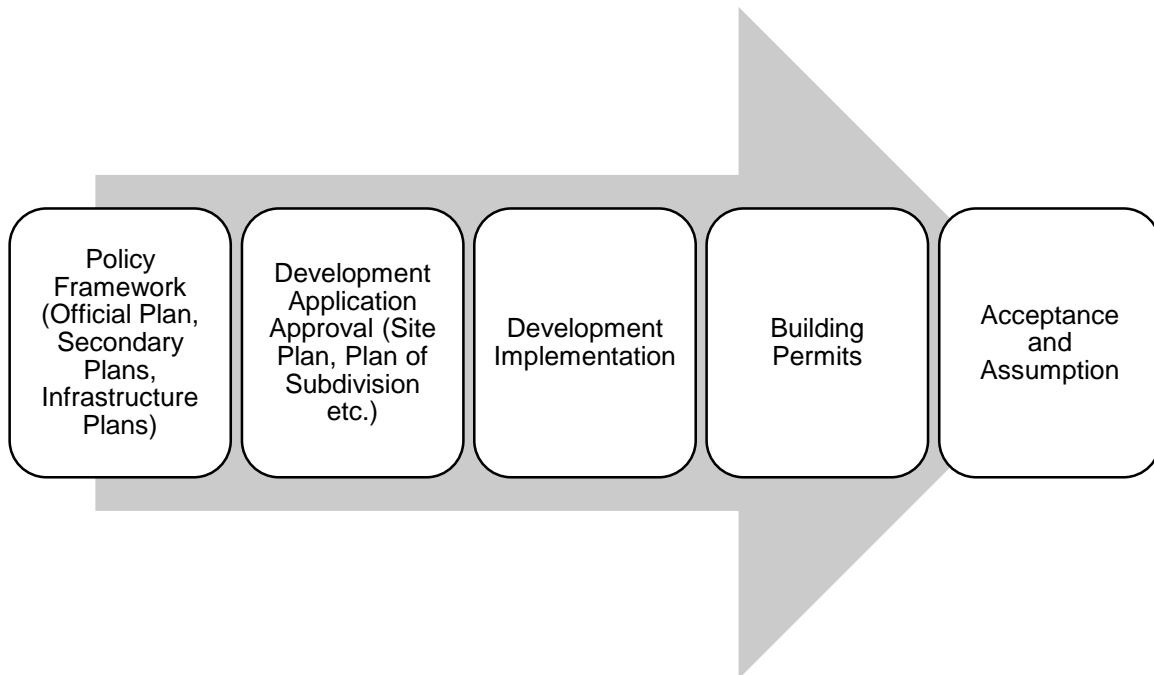 Policy
Framework
(Official Plan,
Secondary
Plans,
Infrastructure
Plans)
Development
Application
Approval (Site
Plan, Plan of
Subdivision
etc.)
Development
Implementation
Building
Permits
Acceptance
and
Assumption